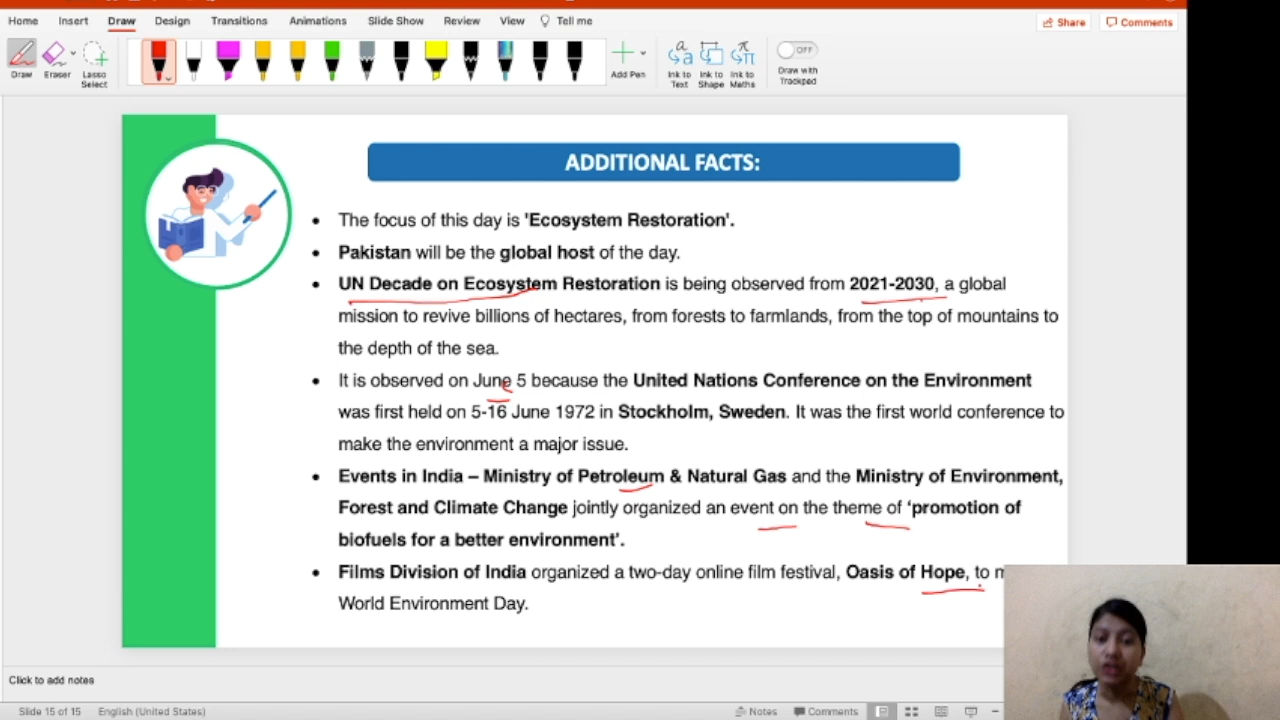 Home Insert Draw Design Transitions Animations Slide Show Review View Tell me
Share Comments
Draw Eraser Lasso Select Add Pen Ink to Text Ink to Shape Ink to Maths OFF Draw with Trackpad
ADDITIONAL FACTS:
• The focus of this day is 'Ecosystem Restoration'.
• Pakistan will be the global host of the day.
• UN Decade on Ecosystem Restoration is being observed from 2021-2030, a global
mission to revive billions of hectares, from forests to farmlands, from the top of mountains to
the depth of the sea.
• It is observed on June 5 because the United Nations Conference on the Environment
was first held on 5-16 June 1972 in Stockholm, Sweden. It was the first world conference to
make the environment a major issue.
• Events in India – Ministry of Petroleum & Natural Gas and the Ministry of Environment,
Forest and Climate Change jointly organized an event on the theme of ‘promotion of
biofuels for a better environment’.
• Films Division of India organized a two-day online film festival, Oasis of Hope, to
World Environment Day.
Click to add notes
Slide 15 of 15 English (United States) Notes Comments